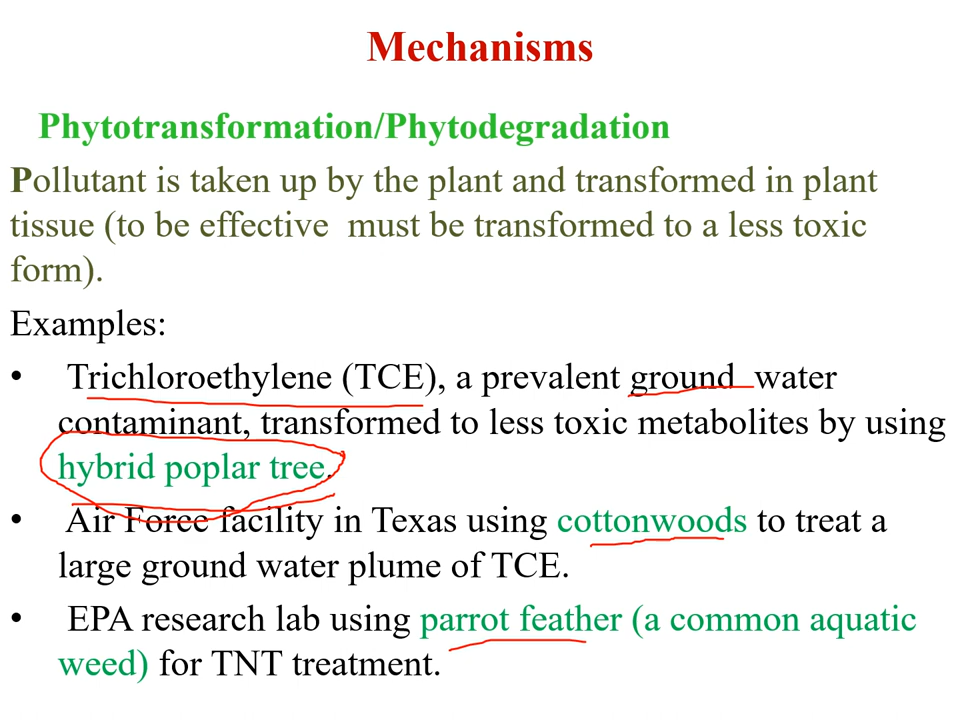 Mechanisms
Phytotransformation/Phytodegradation
Pollutant is taken up by the plant and transformed in plant
tissue (to be effective must be transformed to a less toxic
form).
Examples:
• Trichloroethylene (TCE), a prevalent ground water
contaminant, transformed to less toxic metabolites by using
hybrid poplar tree.
• Air Force facility in Texas using cottonwoods to treat a
large ground water plume of TCE.
• EPA research lab using parrot feather (a common aquatic
weed) for TNT treatment.